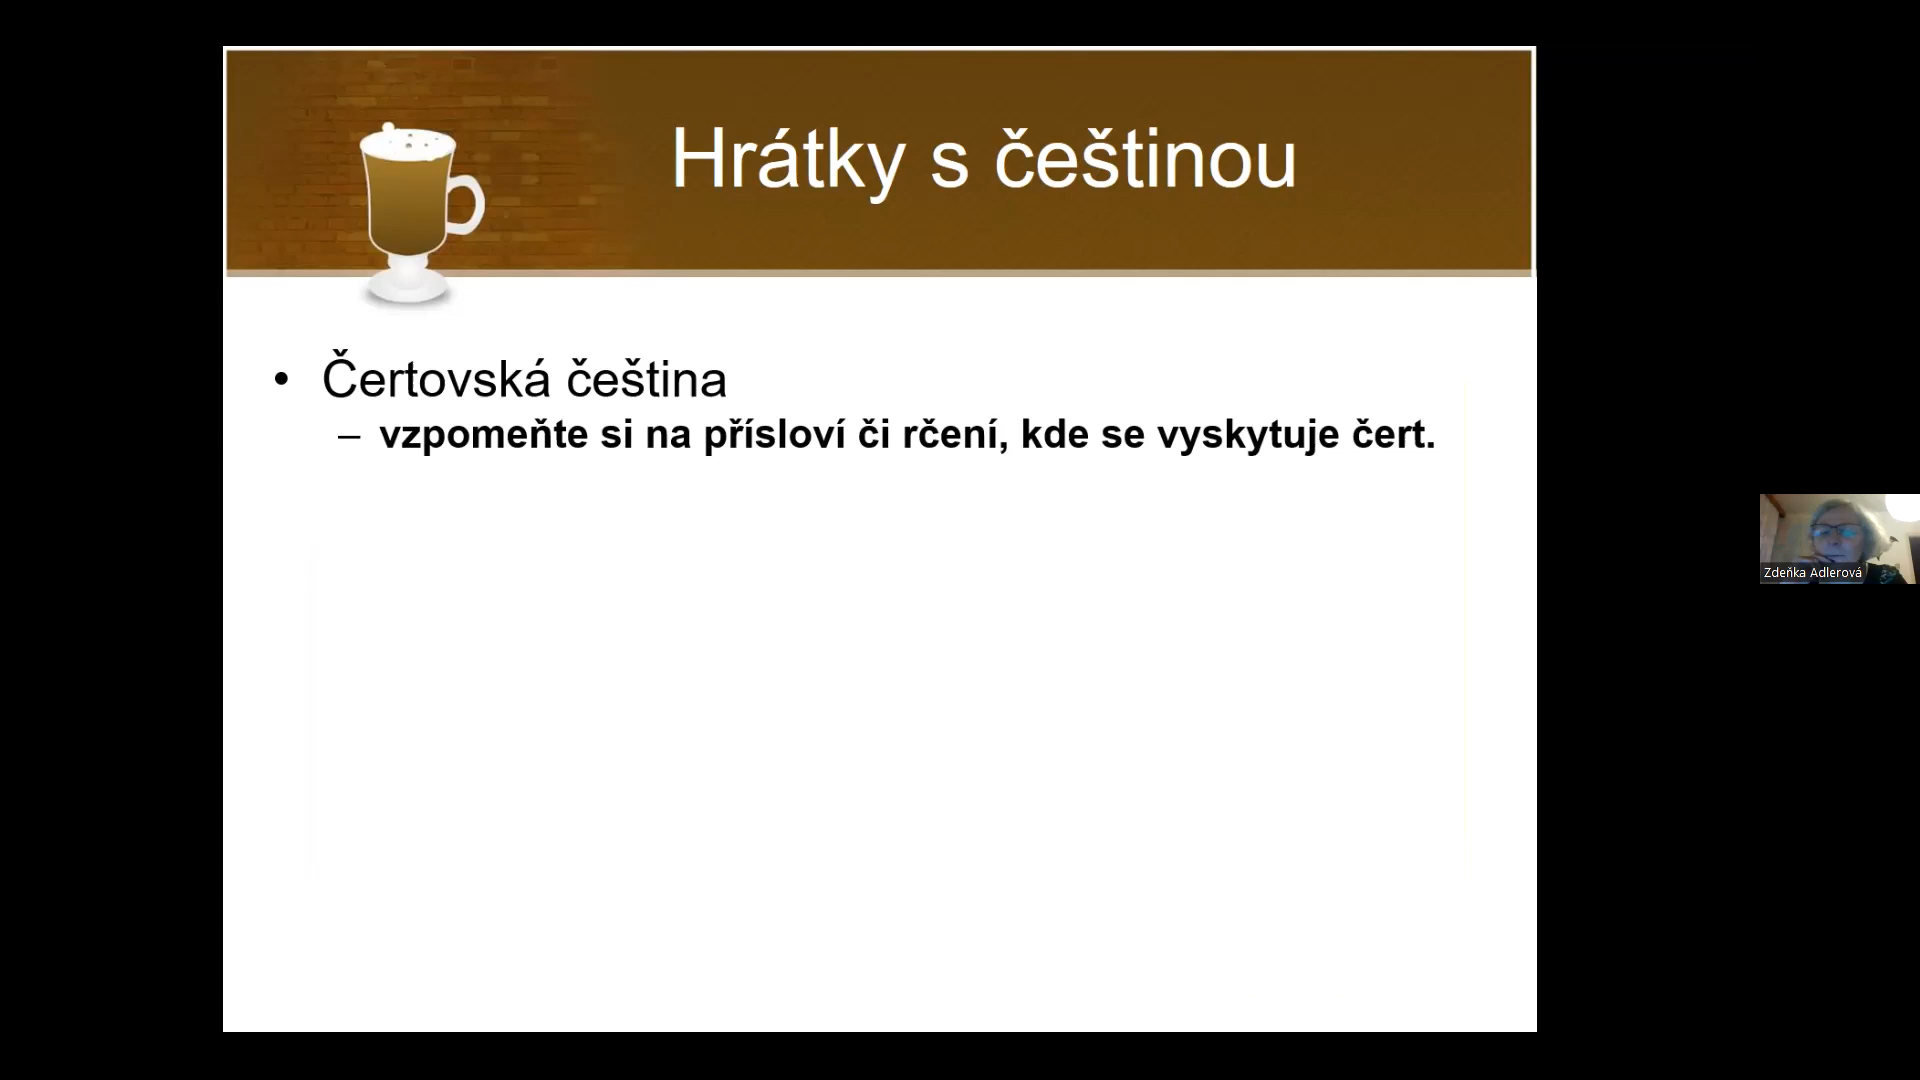 Hrátky s češtinou
• Čertovská čeština
– vzpomeňte si na přísloví či rčení, kde se vyskytuje čert.
Zdeňka Adlerová